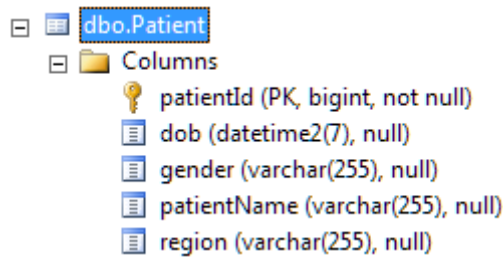 dbo.Patient
Columns
patientId (PK, bigint, not null)
dob (datetime2(7), null)
gender (varchar(255), null)
patientName (varchar(255), null)
region (varchar(255), null)